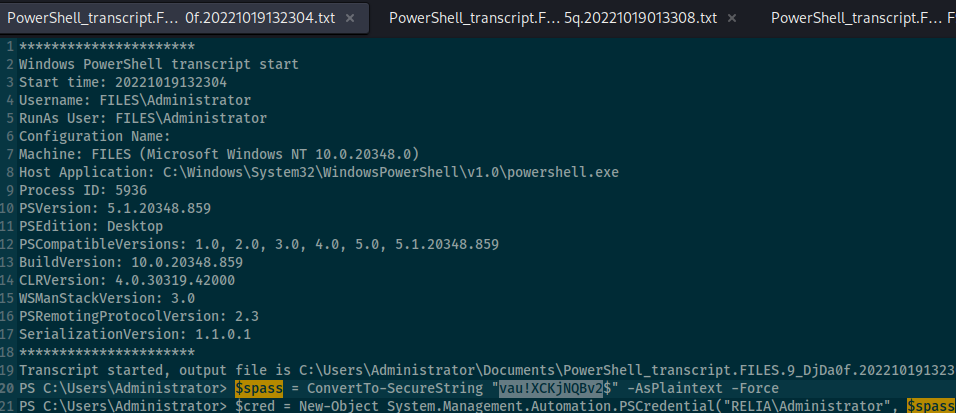 PowerShell_transcript.F... 0f.20221019132304.txt × PowerShell_transcript.F... 5q.20221019013308.txt × PowerShell_transcript.F... F
1 **********************
2 Windows PowerShell transcript start
3 Start time: 20221019132304
4 Username: FILES\Administrator
5 RunAs User: FILES\Administrator
6 Configuration Name:
7 Machine: FILES (Microsoft Windows NT 10.0.20348.0)
8 Host Application: C:\Windows\System32\WindowsPowerShell\v1.0\powershell.exe
9 Process ID: 5936
10 PSVersion: 5.1.20348.859
11 PSEdition: Desktop
12 PSCompatibleVersions: 1.0, 2.0, 3.0, 4.0, 5.0, 5.1.20348.859
13 BuildVersion: 10.0.20348.859
14 CLRVersion: 4.0.30319.42000
15 WSManStackVersion: 3.0
16 PSRemotingProtocolVersion: 2.3
17 SerializationVersion: 1.1.0.1
18 **********************
19 Transcript started, output file is C:\Users\Administrator\Documents\PowerShell_transcript.FILES.9_DjDa0f.20221019132304
20 PS C:\Users\Administrator> $spass = ConvertTo-SecureString "vau!XCKjNQBv2$" -AsPlaintext -Force
21 PS C:\Users\Administrator> $cred = New-Object System.Management.Automation.PSCredential("RELIA\Administrator", $spass